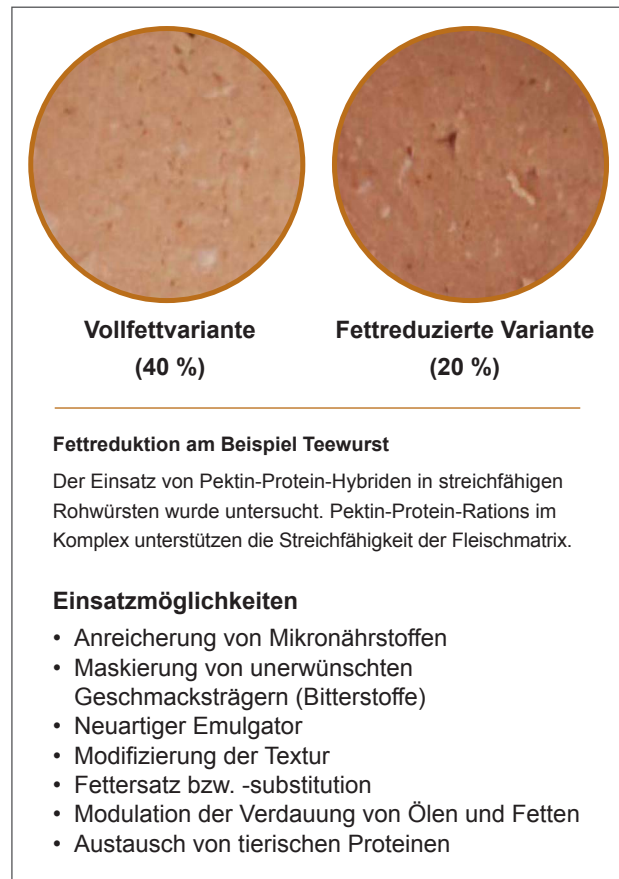 Vollfettvariante
(40 %)
Fettreduzierte Variante
(20 %)
Fettreduktion am Beispiel Teewurst
Der Einsatz von Pektin-Protein-Hybriden in streichfähigen
Rohwürsten wurde untersucht. Pektin-Protein-Rations im
Komplex unterstützen die Streichfähigkeit der Fleischmatrix.
Einsatzmöglichkeiten
• Anreicherung von Mikronährstoffen
• Maskierung von unerwünschten
Geschmacksträgern (Bitterstoffe)
• Neuartiger Emulgator
• Modifizierung der Textur
• Fettersatz bzw. -substitution
• Modulation der Verdauung von Ölen und Fetten
• Austausch von tierischen Proteinen